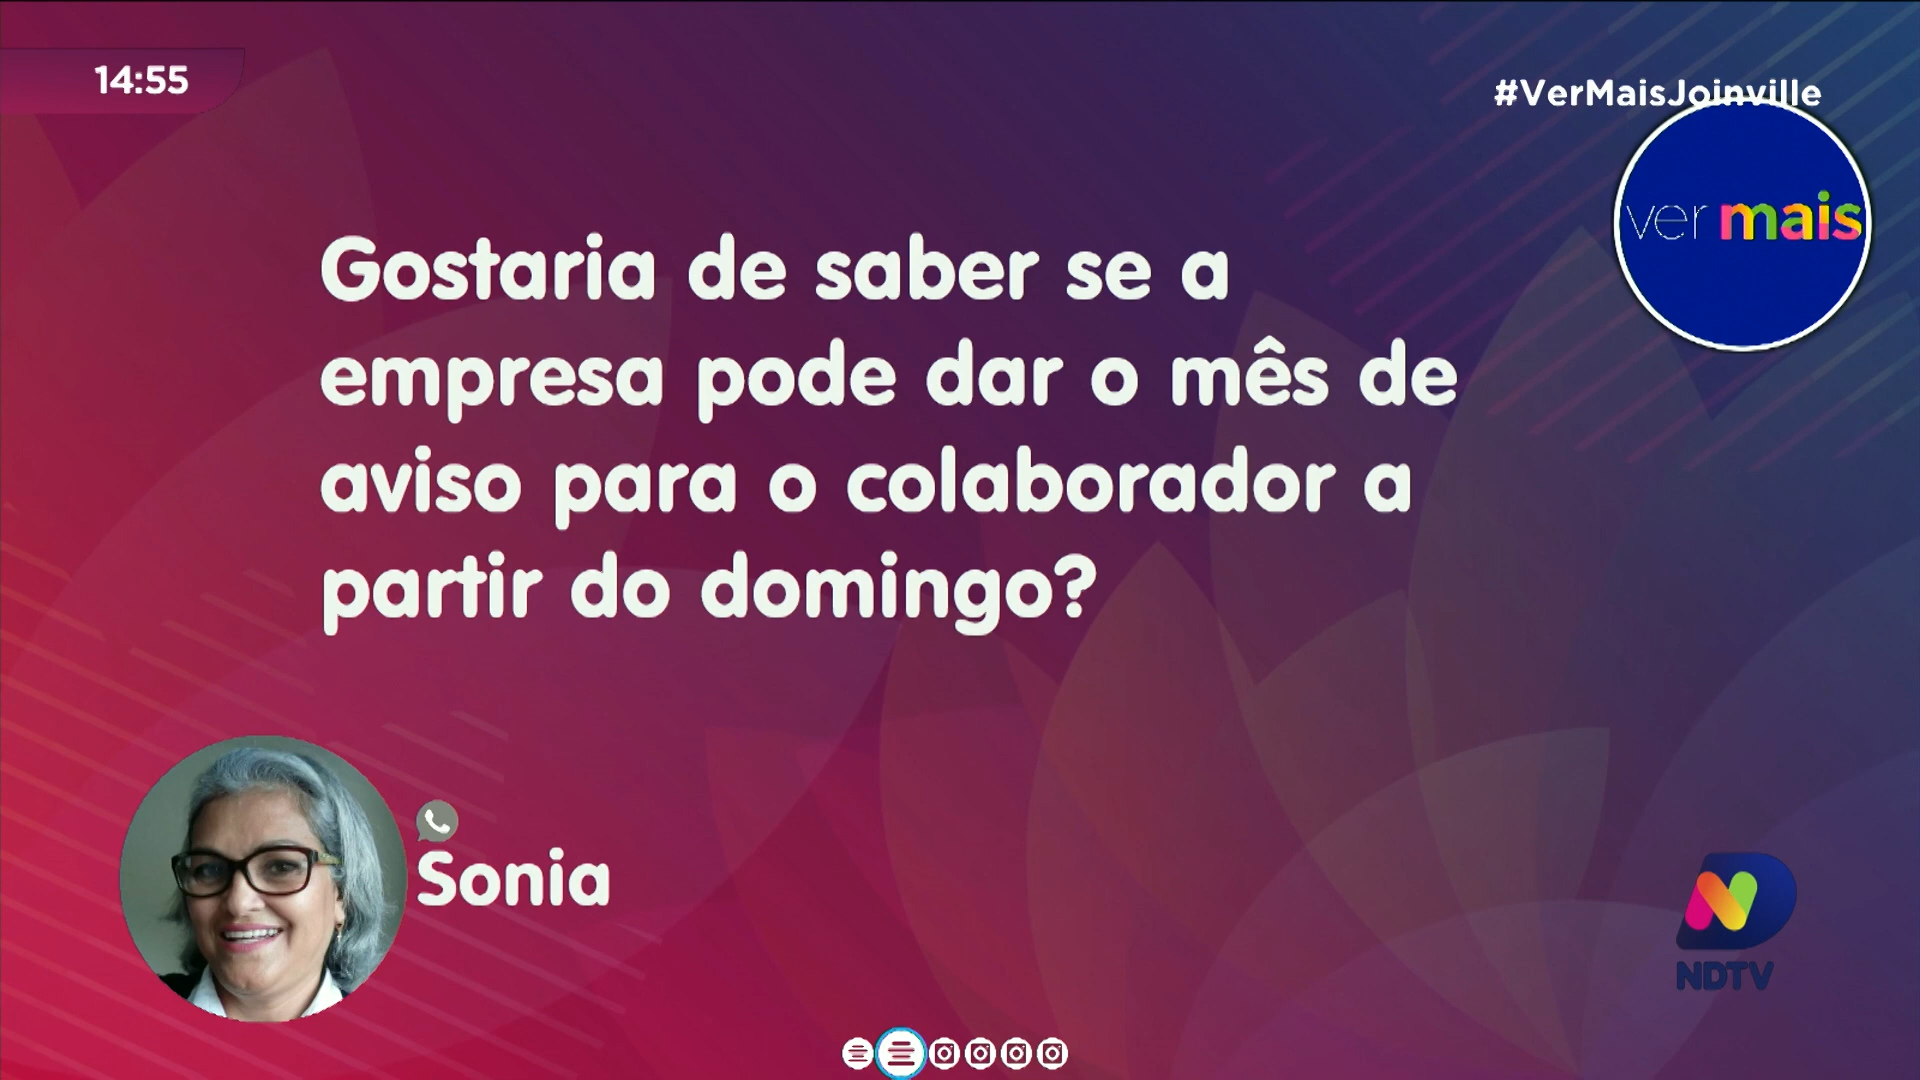 14:55
#VerMaisJoinville
ver mais
Gostaria de saber se a
empresa pode dar o mês de
aviso para o colaborador a
partir do domingo?
Sonia
NDTV